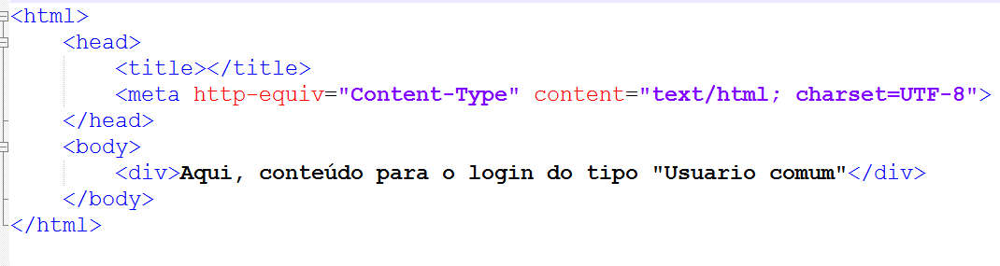 <html>
<head>
<title></title>
<meta http-equiv="Content-Type" content="text/html; charset=UTF-8">
</head>
<body>
<div>Aqui, conteúdo para o login do tipo "Usuario comum"</div>
</body>
</html>